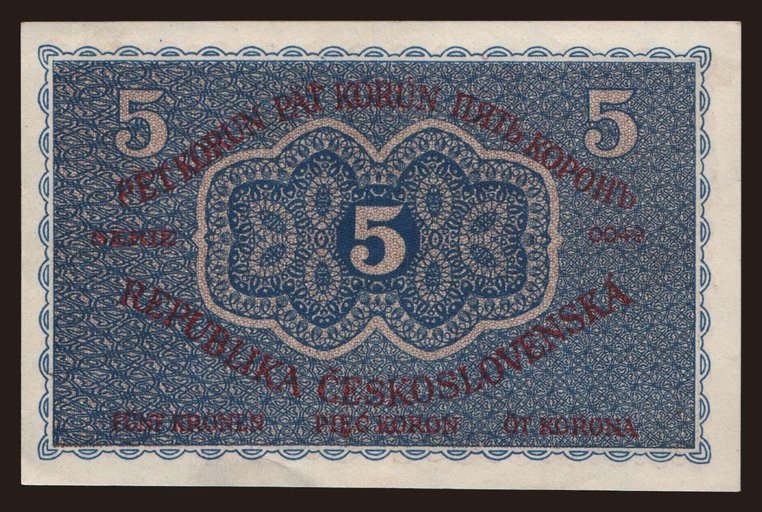 5 5
PĚT KORUN PÄŤ KORÚN ПЯТЬ КОРОНЪ
5
SERIE
REPUBLIKA ČESKOSLOVENSKÁ
FÜNF KRONEN PIĘĆ KORON ÖT KORONA